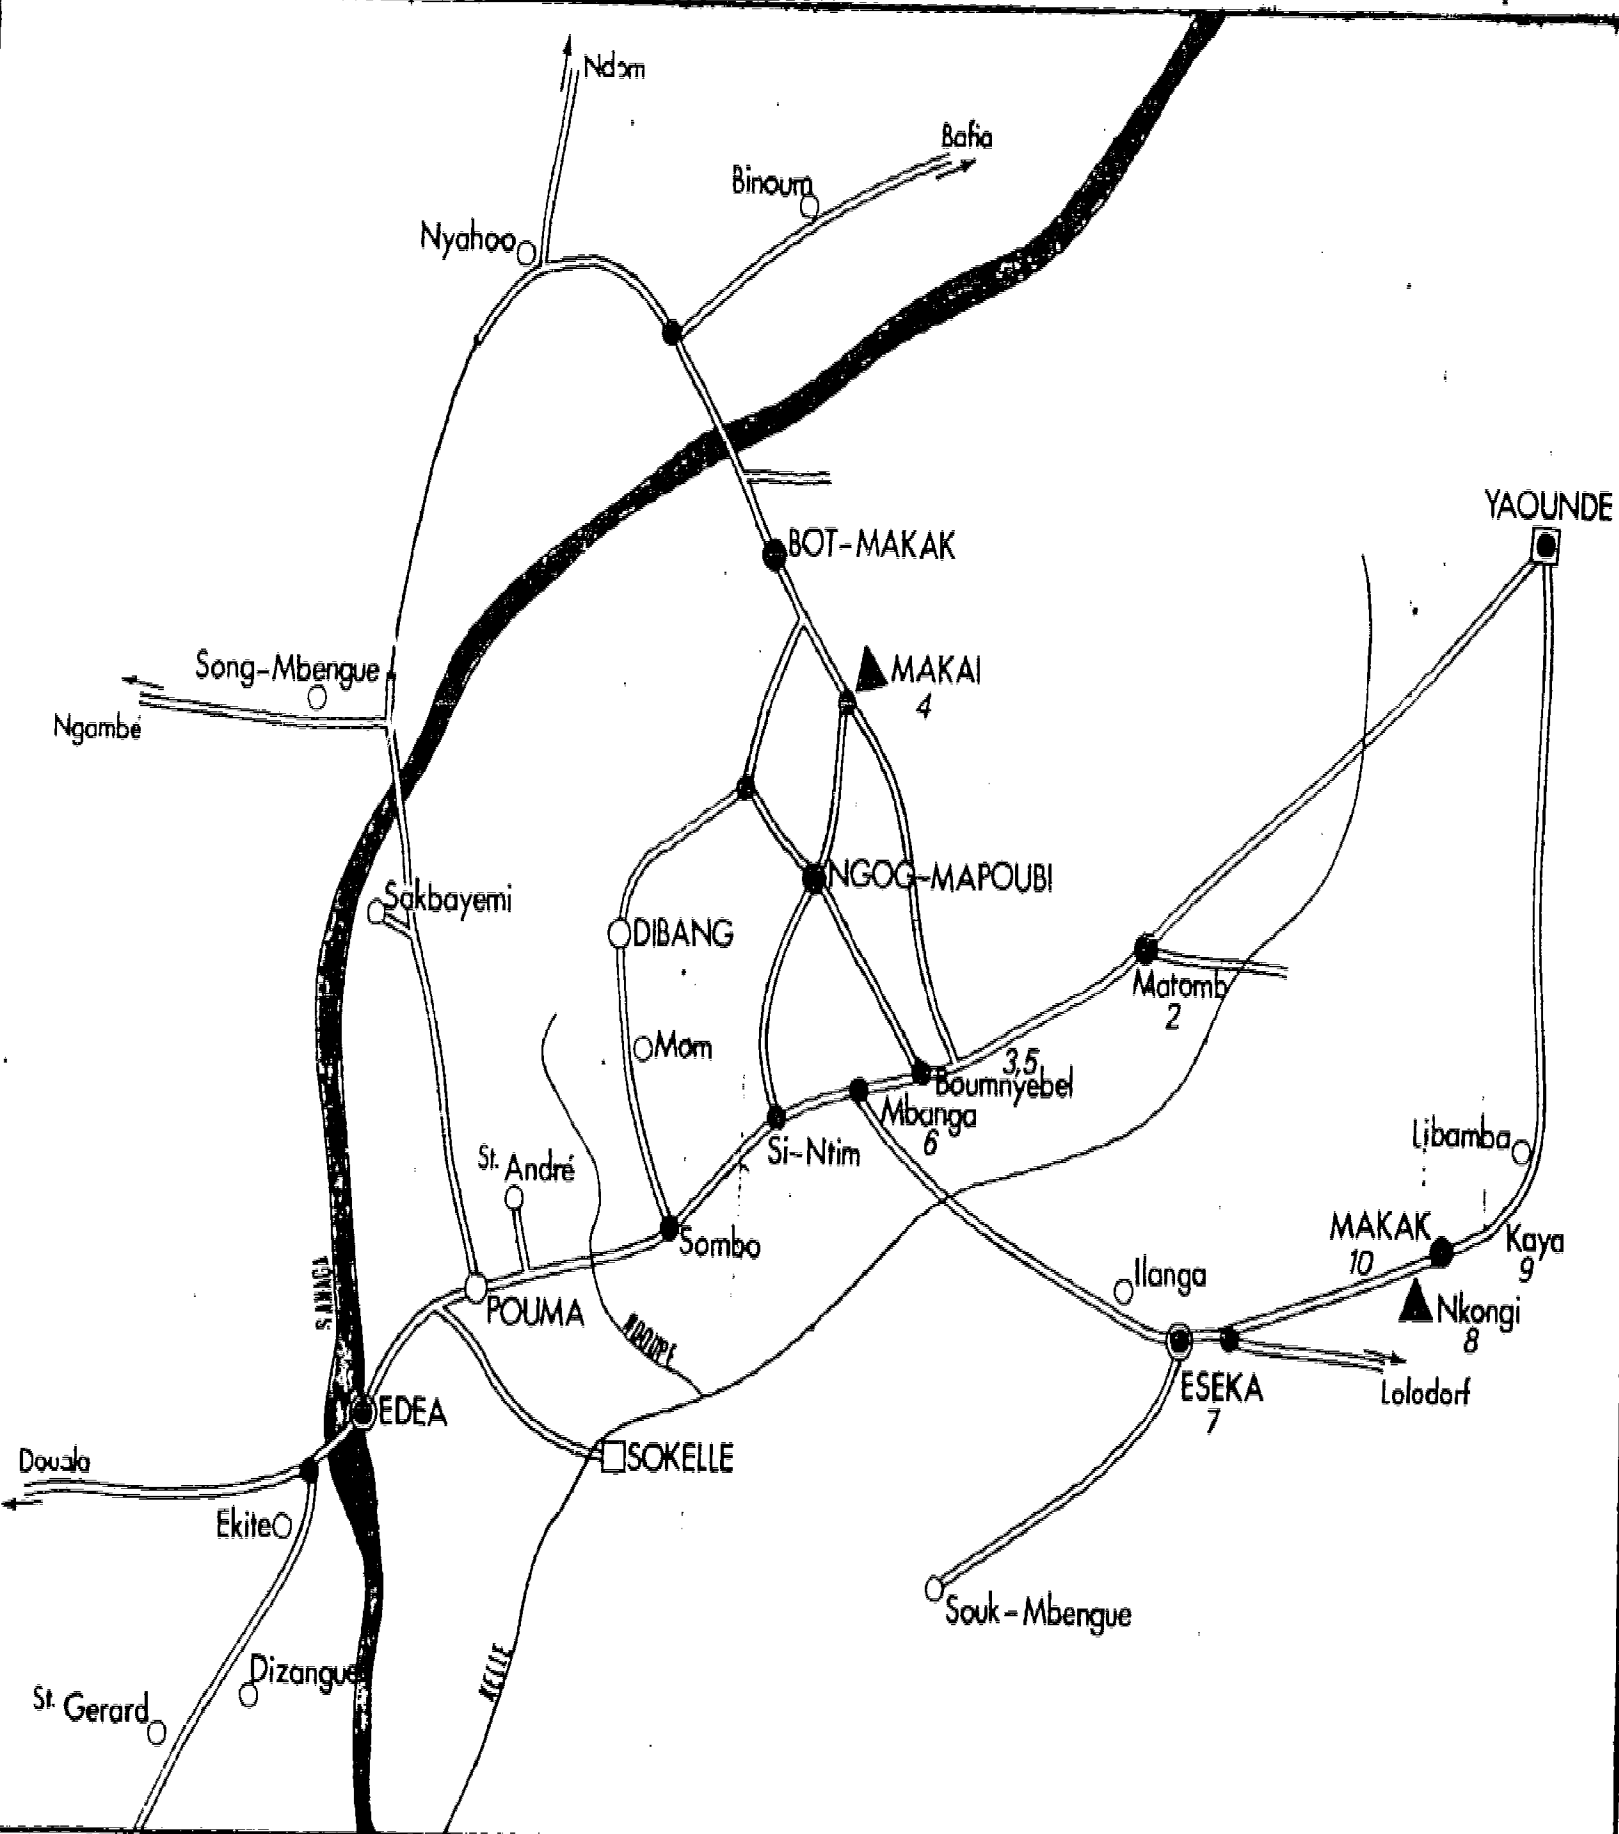 Ndom
Bafia
Binoum
Nyahoo
YAOUNDE
BOT-MAKAK
Song-Mbengue
MAKAI
4
Ngambe
NGOG-MAPOUBI
Sakbayemi
DIBANG
Matomb
2
Mom
3,5
Boumnyebel
Mbanga
6
Libamba
Si-Ntim
St. André
MAKAK
10
Kaya
9
Sombo
Ilanga
SANAGA
POUMA
Nkongi
8
NDOUPE
ESEKA
7
Lolodorf
EDEA
Douala
SOKELLE
Ekite
Souk-Mbengue
KELLE
Dizangue
St. Gerard